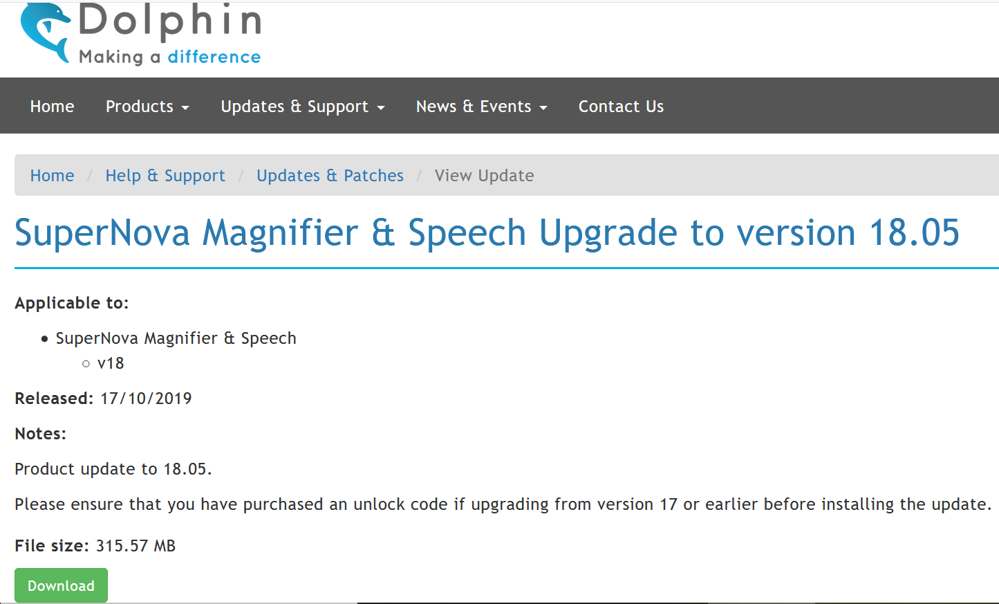 Dolphin
Making a difference
Home Products Updates & Support News & Events Contact Us
Home / Help & Support / Updates & Patches / View Update
SuperNova Magnifier & Speech Upgrade to version 18.05
Applicable to:
• SuperNova Magnifier & Speech
○ v18
Released: 17/10/2019
Notes:
Product update to 18.05.
Please ensure that you have purchased an unlock code if upgrading from version 17 or earlier before installing the update.
File size: 315.57 MB
Download